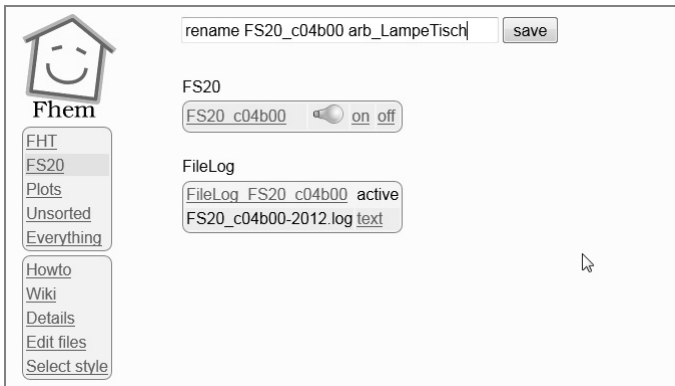 rename FS20_c04b00 arb_LampeTisch save
Fhem
FHT
FS20
Plots
Unsorted
Everything
Howto
Wiki
Details
Edit files
Select style
FS20
FS20_c04b00 on off
FileLog
FileLog_FS20_c04b00 active
FS20_c04b00-2012.log text